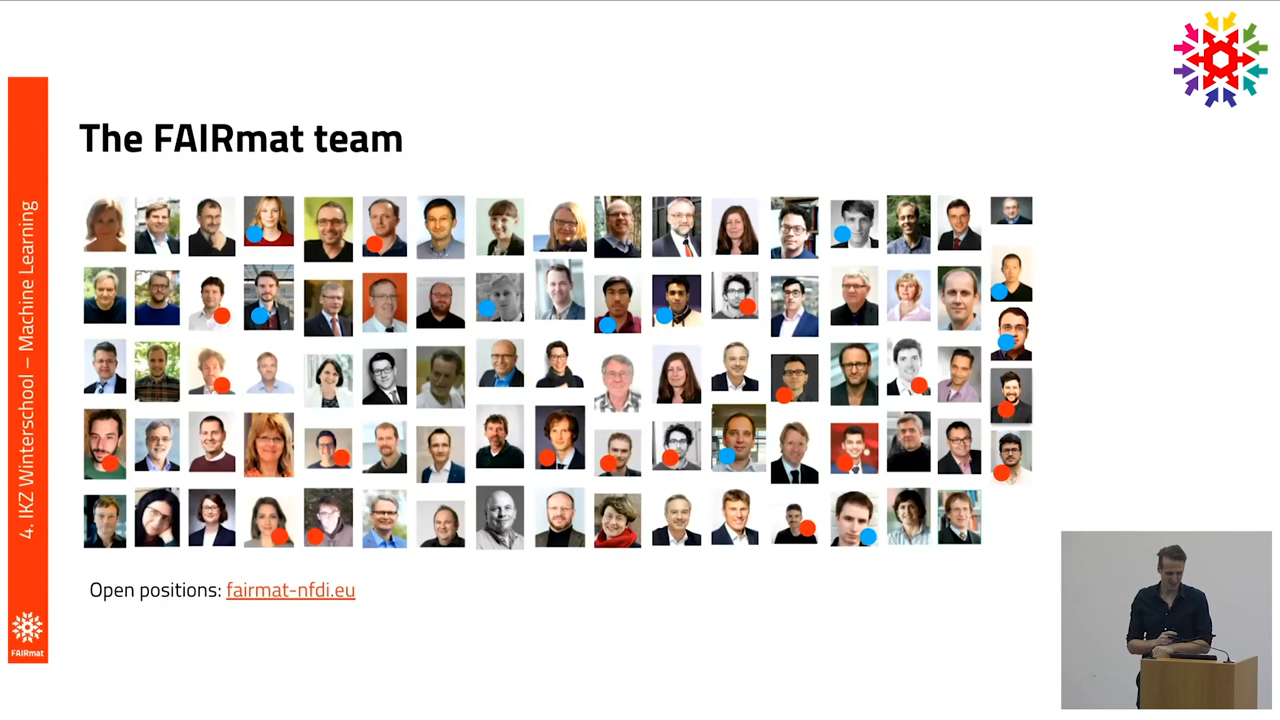 The FAIRmat team
4. IKZ Winterschool – Machine Learning
Open positions: fairmat-nfdi.eu
FAIRmat